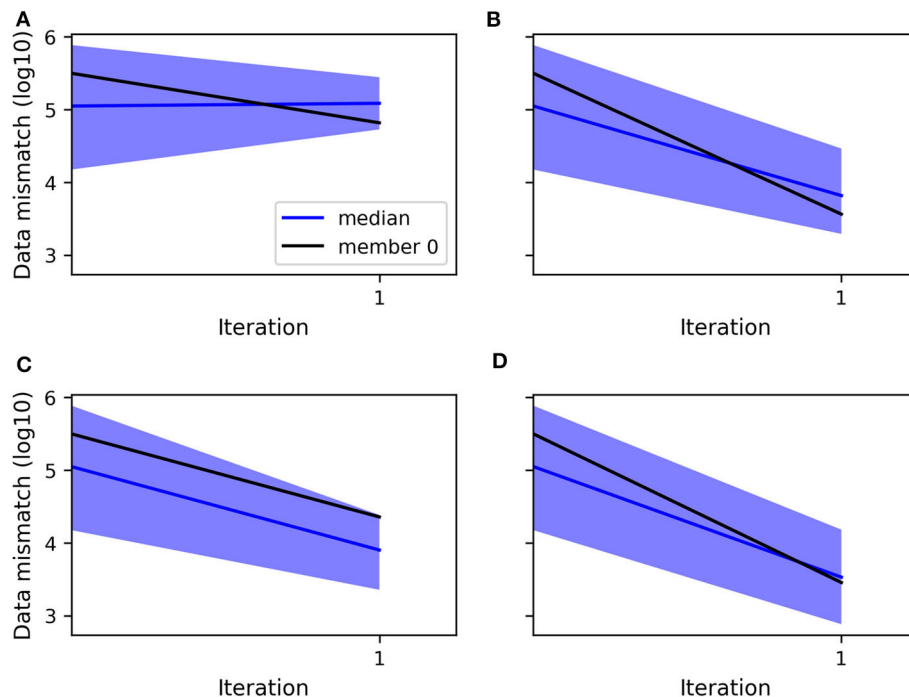 A
B
Data mismatch (log10)
6
5
4
3
median
member 0
1
1
Iteration
Iteration
C
D
Data mismatch (log10)
6
5
4
3
1
1
Iteration
Iteration